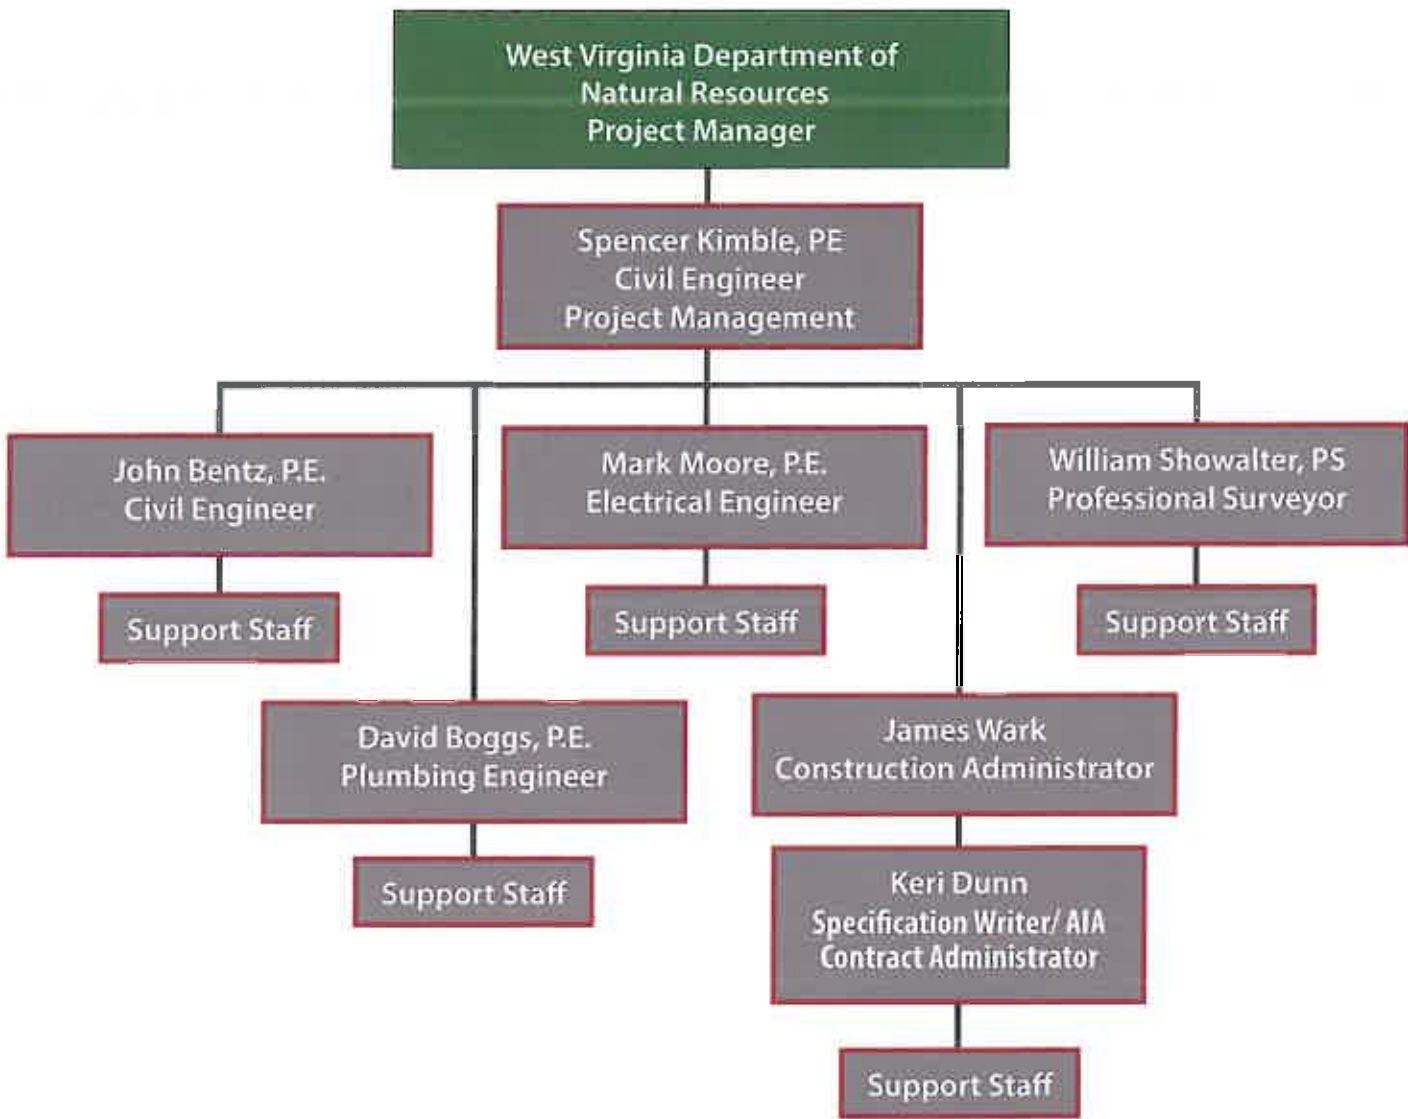 West Virginia Department of
Natural Resources
Project Manager
Spencer Kimble, PE
Civil Engineer
Project Management
John Bentz, P.E.
Civil Engineer
Support Staff
Mark Moore, P.E.
Electrical Engineer
Support Staff
William Showalter, PS
Professional Surveyor
Support Staff
David Boggs, P.E.
Plumbing Engineer
Support Staff
James Wark
Construction Administrator
Keri Dunn
Specification Writer/ AIA
Contract Administrator
Support Staff